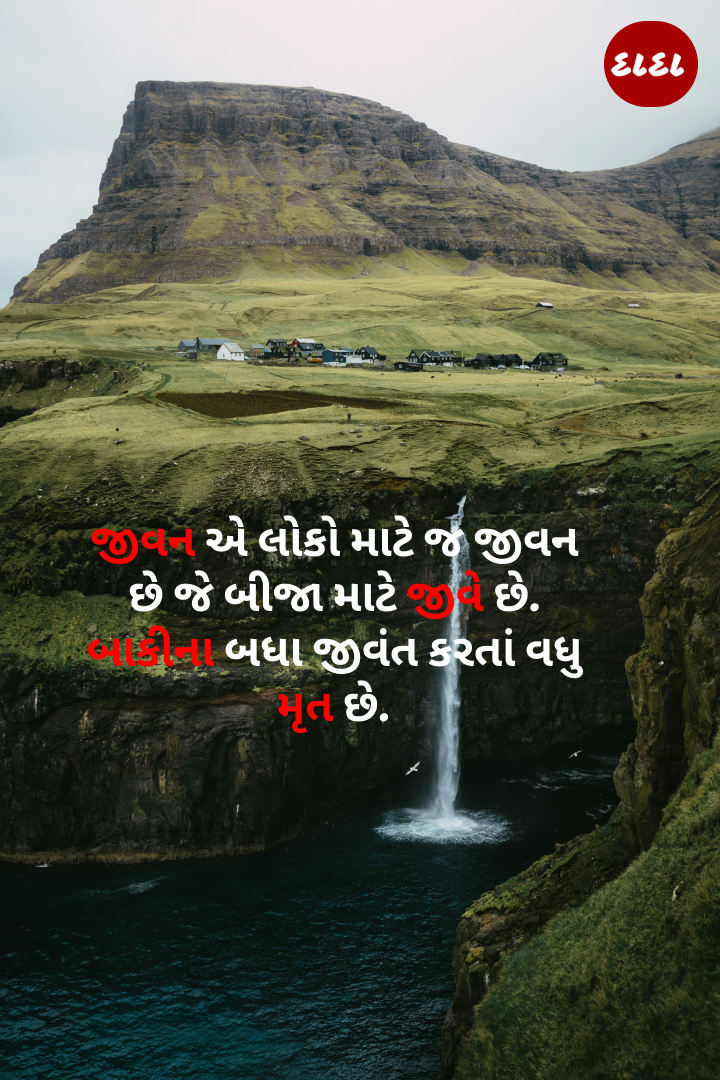 દાદા
જીવન એ લોકો માટે જ જીવન
છે જે બીજા માટે જીવે છે.
બાકીના બધા જીવંત કરતાં વધુ
મૃત છે.